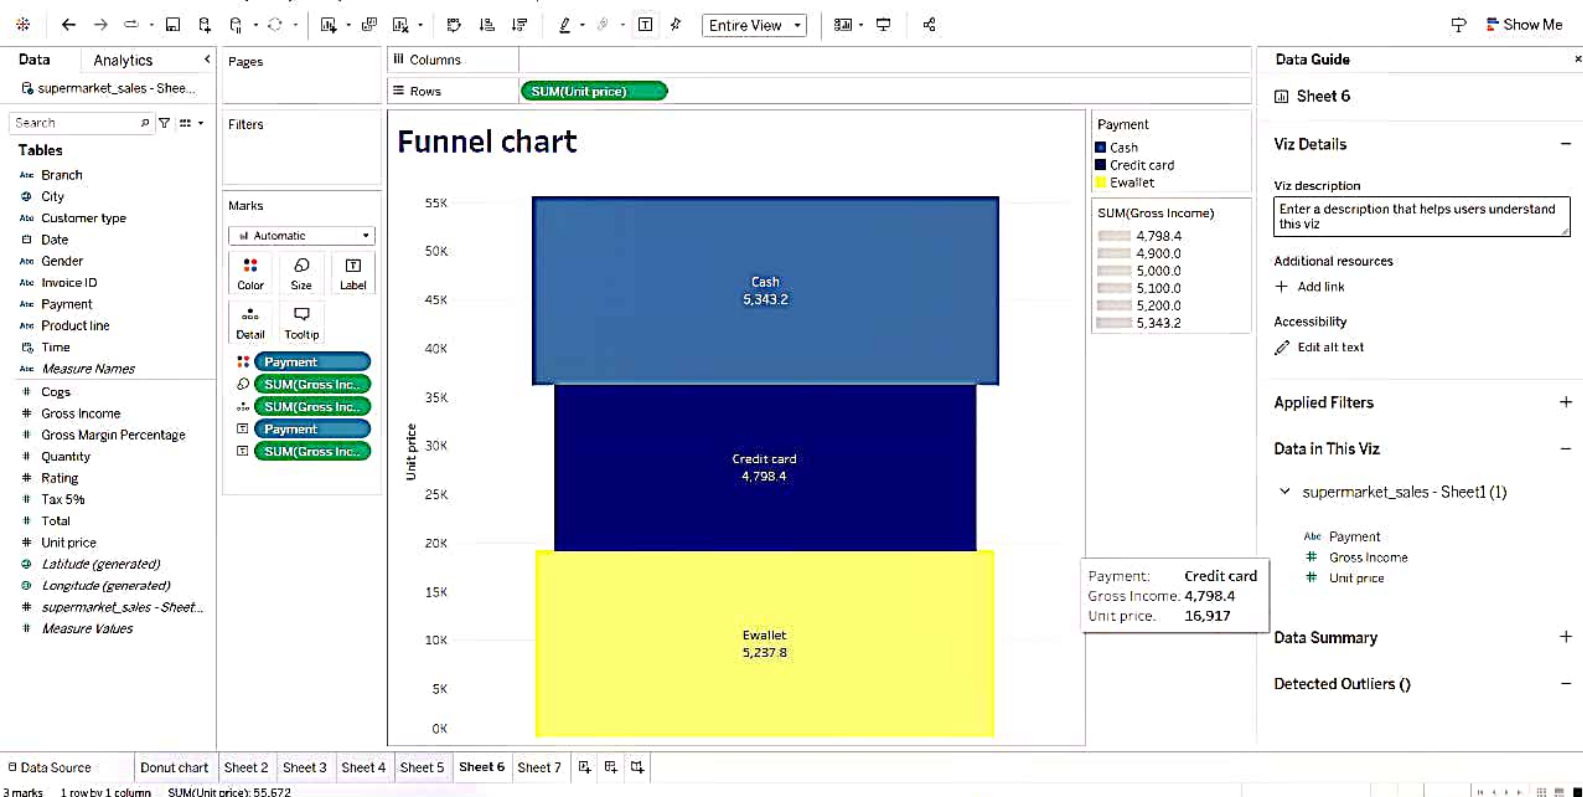 Entire View
Show Me
Data
Analytics
Pages
Columns
supermarket_sales - Shee...
Rows
SUM(Unit price)
Search
Tables
Branch
City
Customer type
Date
Gender
Invoice ID
Payment
Product line
Time
Measure Names
Cogs
Gross Income
Gross Margin Percentage
Quantity
Rating
Tax 5%
Total
Unit price
Latitude (generated)
Longitude (generated)
supermarket_sales - Sheet...
Measure Values
Filters
Marks
Automatic
Color
Size
Label
Detail
Tooltip
Payment
SUM(Gross Inc..
SUM(Gross Inc..
Payment
SUM(Gross Inc..
Funnel chart
Unit price
55K
50K
45K
40K
35K
30K
25K
20K
15K
10K
5K
0K
Cash
5,343.2
Credit card
4,798.4
Ewallet
5,237.8
Payment
Cash
Credit card
Ewallet
SUM(Gross Income)
4,798.4
4,900.0
5,000.0
5,100.0
5,200.0
5,343.2
Payment: Credit card
Gross Income: 4,798.4
Unit price: 16,917
Data Guide
Sheet 6
Viz Details
Viz description
Enter a description that helps users understand
this viz
Additional resources
Add link
Accessibility
Edit alt text
Applied Filters
Data in This Viz
supermarket_sales - Sheet1 (1)
Abc Payment
# Gross Income
# Unit price
Data Summary
Detected Outliers ()
Data Source
Donut chart
Sheet 2
Sheet 3
Sheet 4
Sheet 5
Sheet 6
Sheet 7
3 marks 1 row by 1 column SUM(Unit price): 55,672